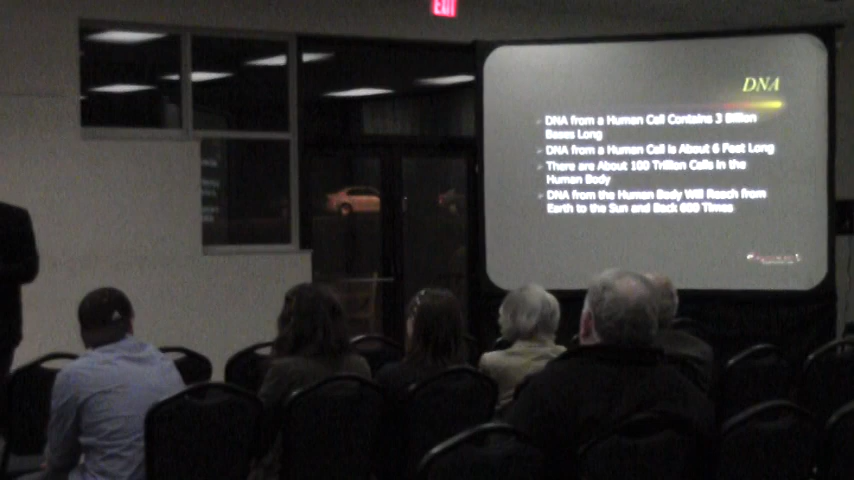 EXIT
DNA
DNA from a Human Cell Contains 3 Billion
Bases Long
DNA from a Human Cell is About 6 Feet Long
There are About 100 Trillion Cells in the
Human Body
DNA from the Human Body Will Reach from
Earth to the Sun and Back 600 Times